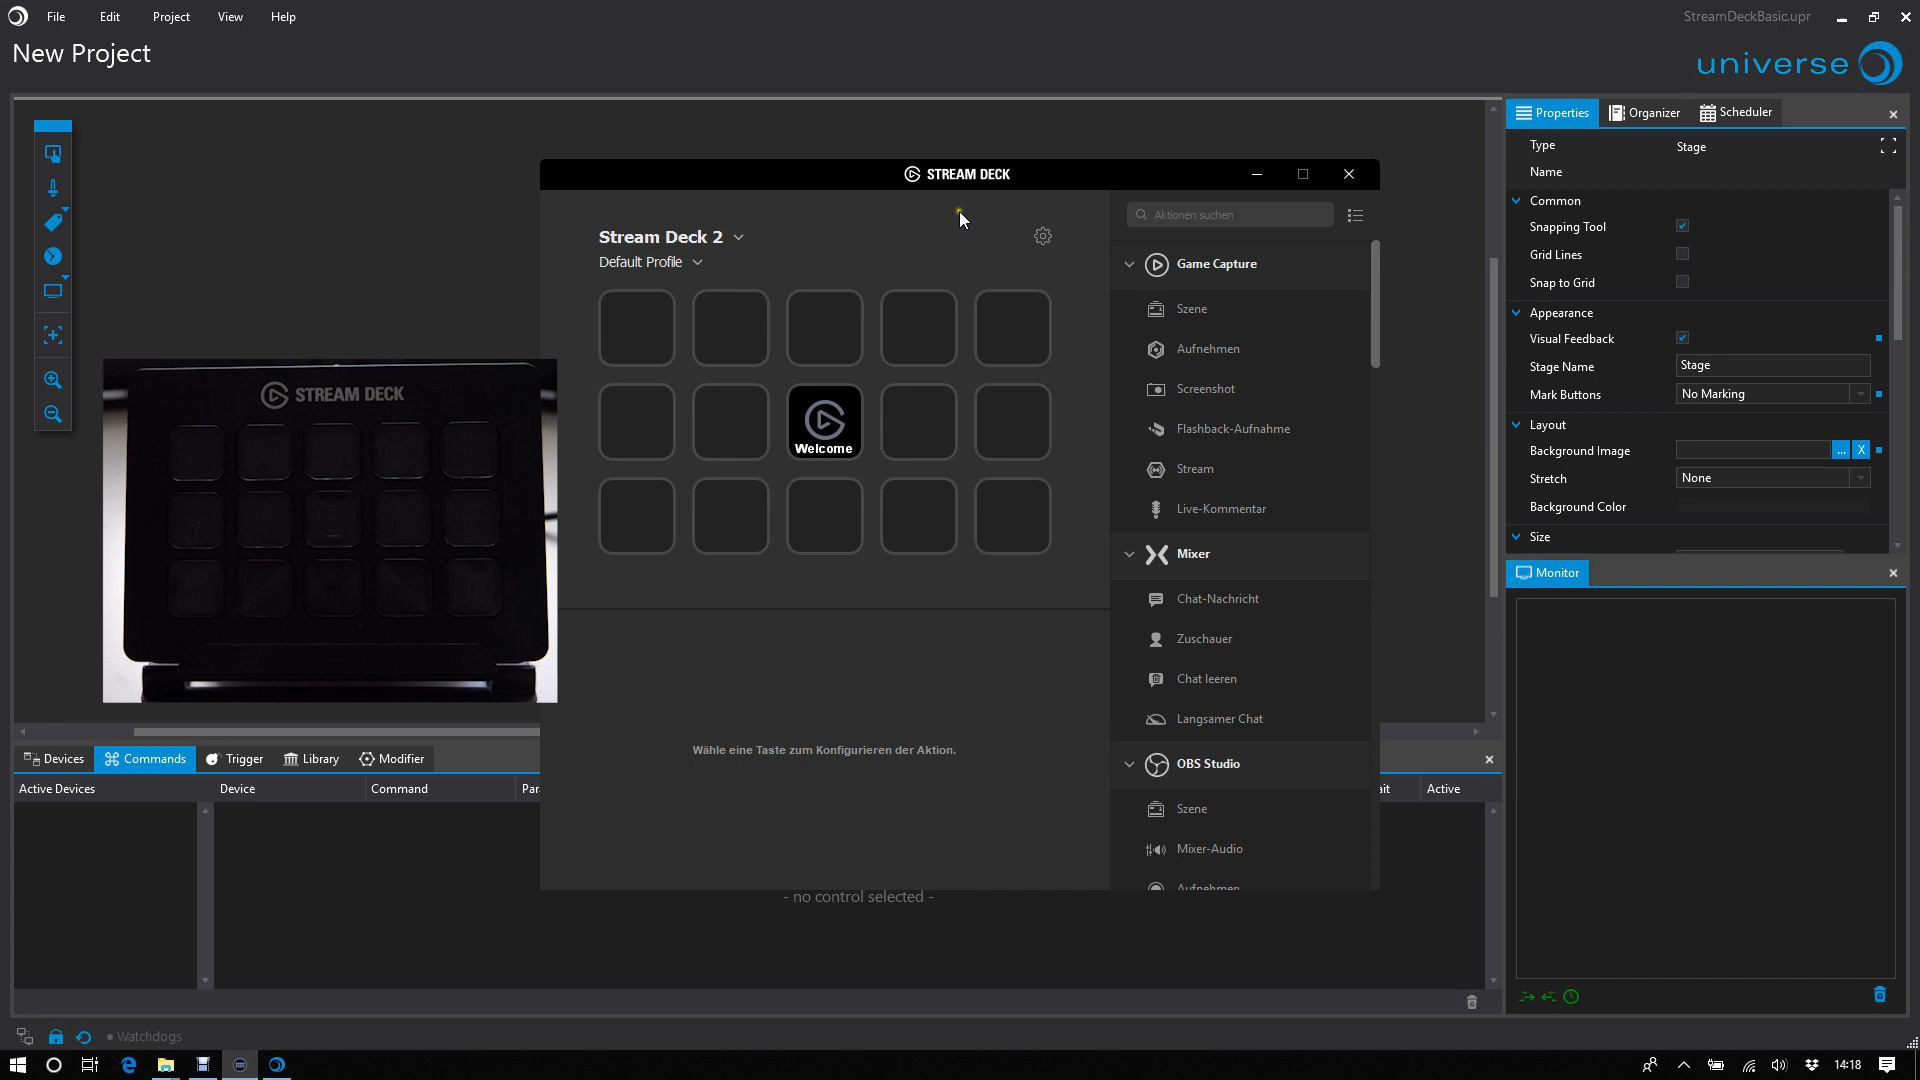 File Edit Project View Help
StreamDeckBasic.upr
New Project
universe
Properties Organizer Scheduler
Type Stage
Name
Common
Snapping Tool
Grid Lines
Snap to Grid
Appearance
Visual Feedback
Stage Name Stage
Mark Buttons No Marking
Layout
Background Image ... X
Stretch None
Background Color
Size
Monitor
STREAM DECK
Stream Deck 2
Default Profile
Welcome
Wähle eine Taste zum Konfigurieren der Aktion.
Aktionen suchen
Game Capture
Szene
Aufnehmen
Screenshot
Flashback-Aufnahme
Stream
Live-Kommentar
Mixer
Chat-Nachricht
Zuschauer
Chat leeren
Langsamer Chat
OBS Studio
Szene
Mixer-Audio
Aufnehmen
STREAM DECK
Devices Commands Trigger Library Modifier
Active Devices Device Command Par ait Active
- no control selected -
Watchdogs
14:18